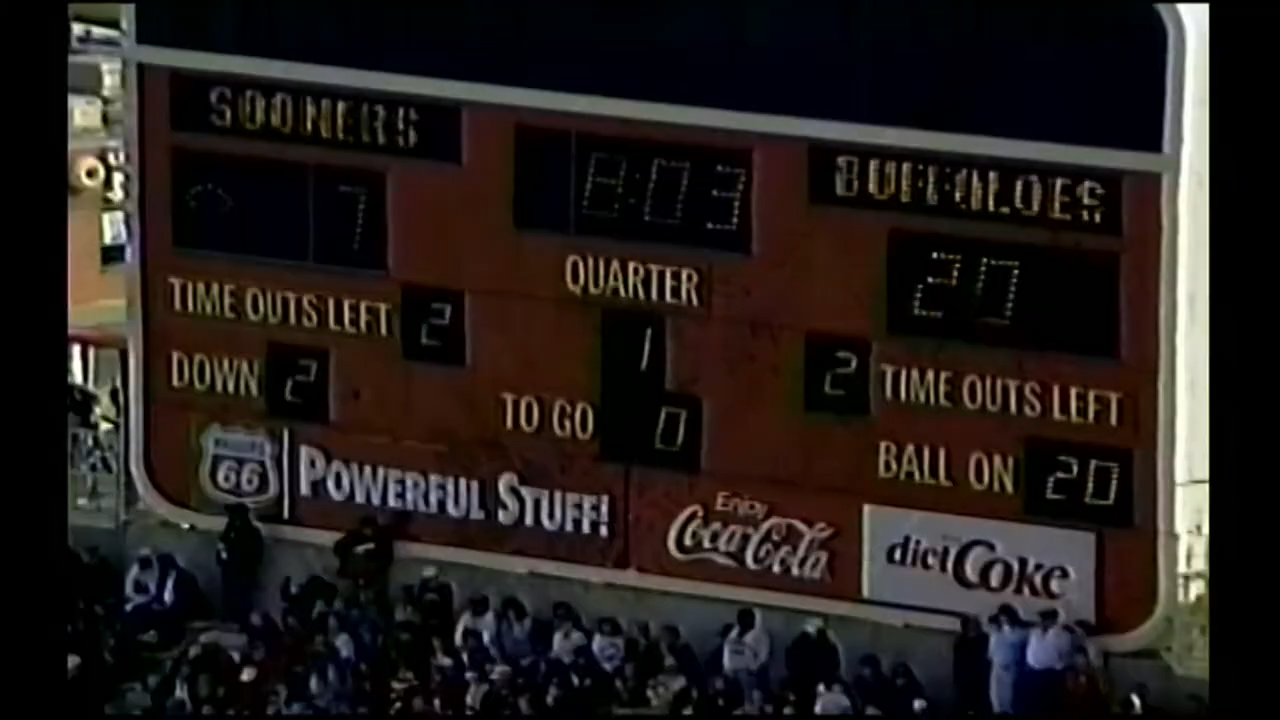 SOONERS BUFFALOES
7 8:03 20
QUARTER
TIME OUTS LEFT 2 1 2 TIME OUTS LEFT
DOWN 2 TO GO 0 BALL ON 20
PHILLIPS 66 POWERFUL STUFF!
Enjoy Coca-Cola
diet Coke